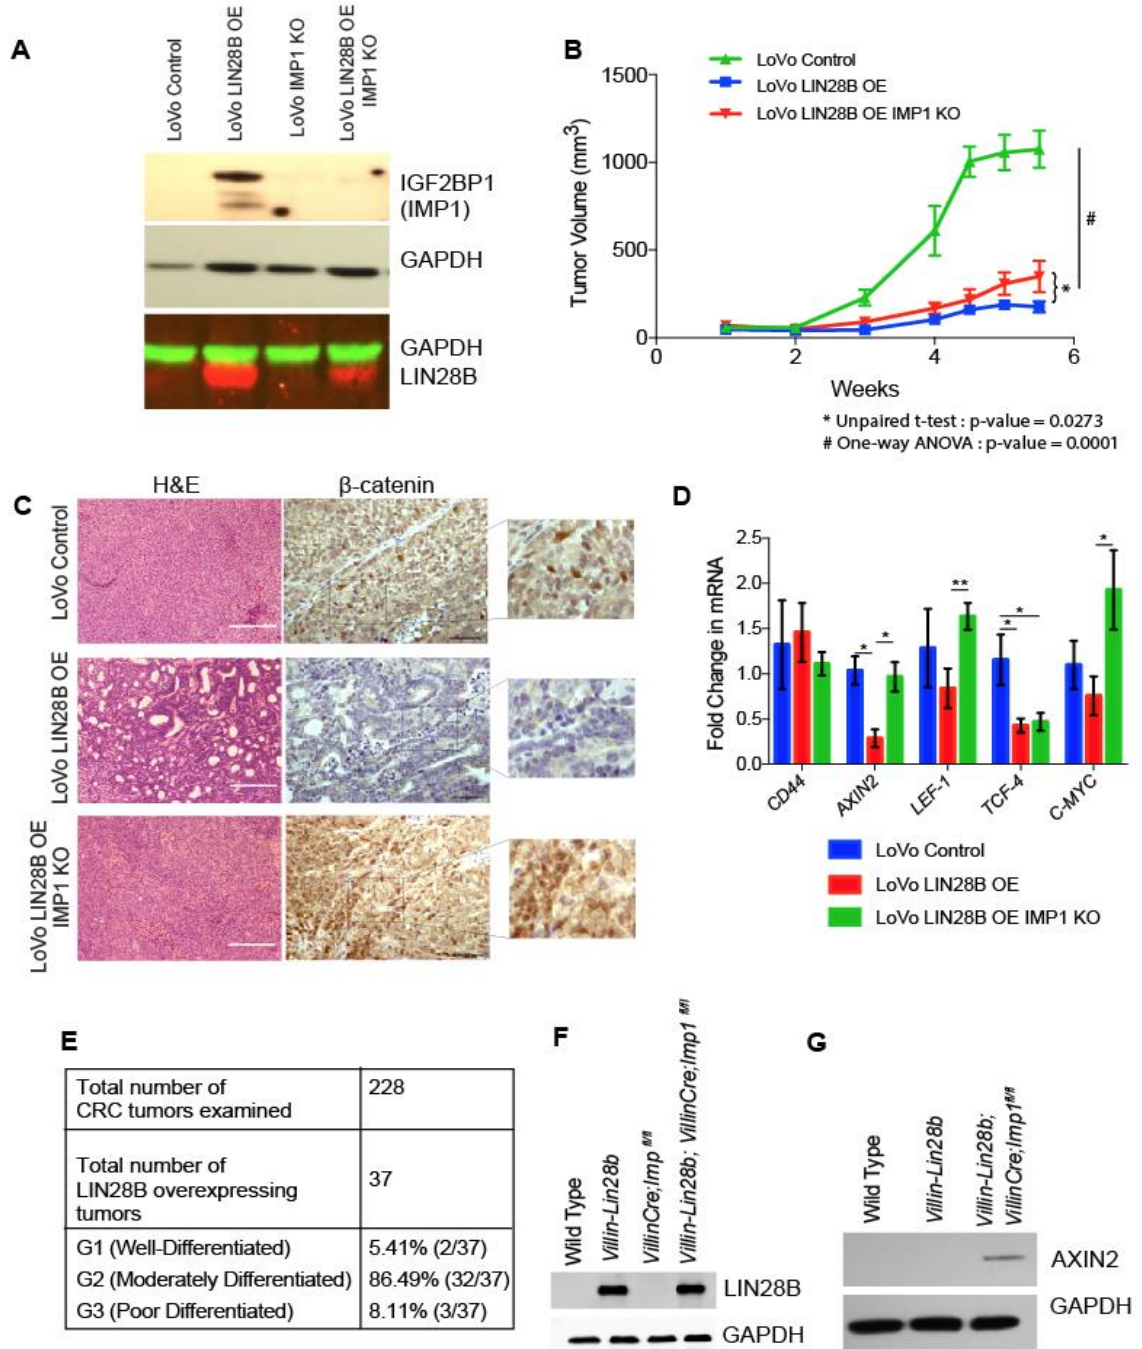 A
LoVo Control
LoVo LIN28B OE
LoVo IMP1 KO
LoVo LIN28B OE
IMP1 KO
IGF2BP1
(IMP1)
GAPDH
GAPDH
LIN28B
B
LoVo Control
LoVo LIN28B OE
LoVo LIN28B OE IMP1 KO
Tumor Volume (mm³)
1500
1000
500
0
0
2
4
6
Weeks
#
*
* Unpaired t-test : p-value = 0.0273
# One-way ANOVA : p-value = 0.0001
C
H&E
β-catenin
LoVo Control
LoVo LIN28B OE
LoVo LIN28B OE
IMP1 KO
D
Fold Change in mRNA
2.5
2.0
1.5
1.0
0.5
0.0
*
*
**
*
*
*
CD44
AXIN2
LEF-1
TCF-4
C-MYC
LoVo Control
LoVo LIN28B OE
LoVo LIN28B OE IMP1 KO
E
Total number of
CRC tumors examined
228
Total number of
LIN28B overexpressing
tumors
37
G1 (Well-Differentiated) 5.41% (2/37)
G2 (Moderately Differentiated) 86.49% (32/37)
G3 (Poor Differentiated) 8.11% (3/37)
F
Wild Type
Villin-Lin28b
VillinCre;Imp fl/fl
Villin-Lin28b; VillinCre;Imp1 fl/fl
LIN28B
GAPDH
G
Wild Type
Villin-Lin28b
Villin-Lin28b;
VillinCre;Imp1fl/fl
AXIN2
GAPDH